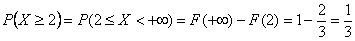 P(X ≥ 2) = P(2 ≤ X < +∞) = F(+∞) − F(2) = 1 − 2/3 = 1/3